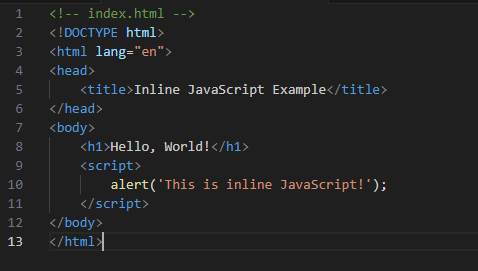 1 <!-- index.html -->
2 <!DOCTYPE html>
3 <html lang="en">
4 <head>
5     <title>Inline JavaScript Example</title>
6 </head>
7 <body>
8     <h1>Hello, World!</h1>
9     <script>
10         alert('This is inline JavaScript!');
11     </script>
12 </body>
13 </html>